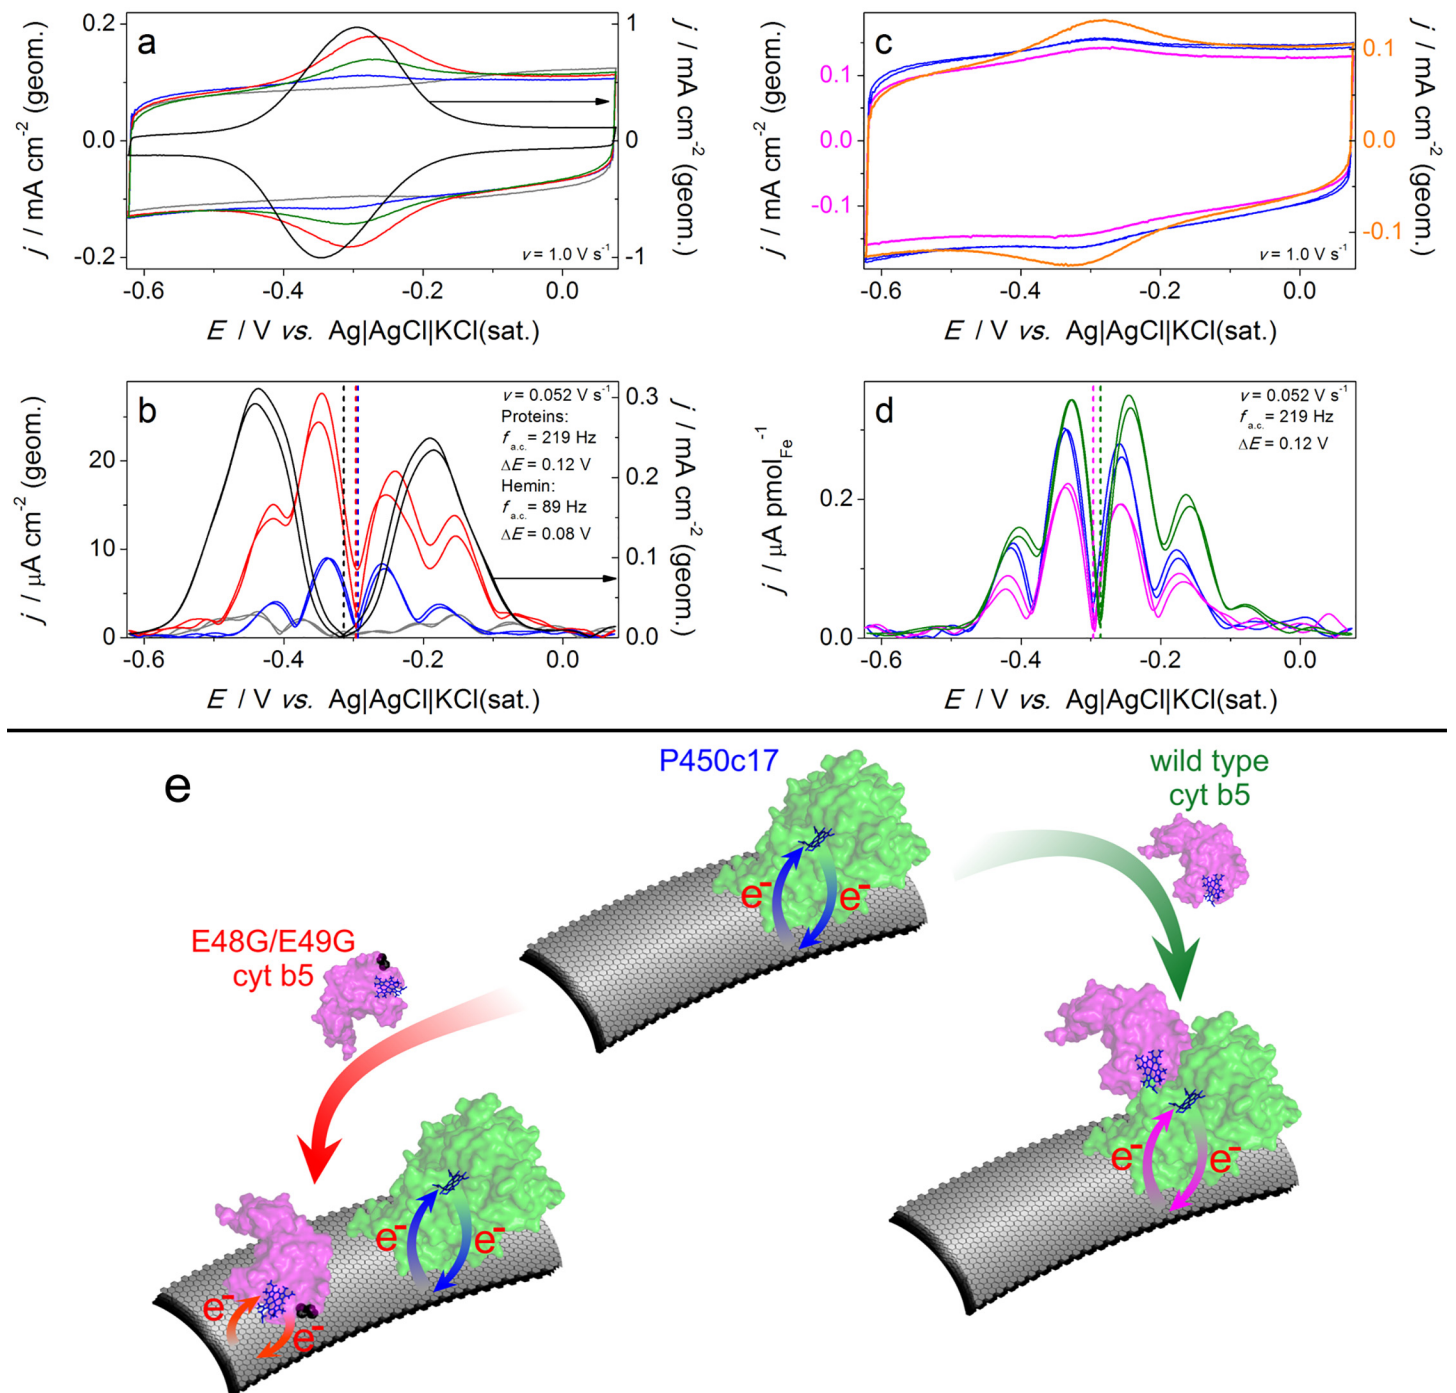 a
0.2
0.1
0.0
-0.2
1
0
-1
j / mA cm-2 (geom.)
j / mA cm-2 (geom.)
ν = 1.0 V s-1
-0.6 -0.4 -0.2 0.0
E / V vs. Ag|AgCl|KCl(sat.)
c
0.1
0.0
-0.1
0.1
0.0
-0.1
j / mA cm-2 (geom.)
j / mA cm-2 (geom.)
ν = 1.0 V s-1
-0.6 -0.4 -0.2 0.0
E / V vs. Ag|AgCl|KCl(sat.)
b
20
10
0
0.3
0.2
0.1
0.0
j / μA cm-2 (geom.)
j / mA cm-2 (geom.)
ν = 0.052 V s-1
Proteins:
fa.c. = 219 Hz
ΔE = 0.12 V
Hemin:
fa.c. = 89 Hz
ΔE = 0.08 V
-0.6 -0.4 -0.2 0.0
E / V vs. Ag|AgCl|KCl(sat.)
d
0.2
0.0
j / μA pmolFe-1
ν = 0.052 V s-1
fa.c. = 219 Hz
ΔE = 0.12 V
-0.6 -0.4 -0.2 0.0
E / V vs. Ag|AgCl|KCl(sat.)
e
P450c17
wild type
cyt b5
e- e-
E48G/E49G
cyt b5
e- e-
e- e-
e- e-